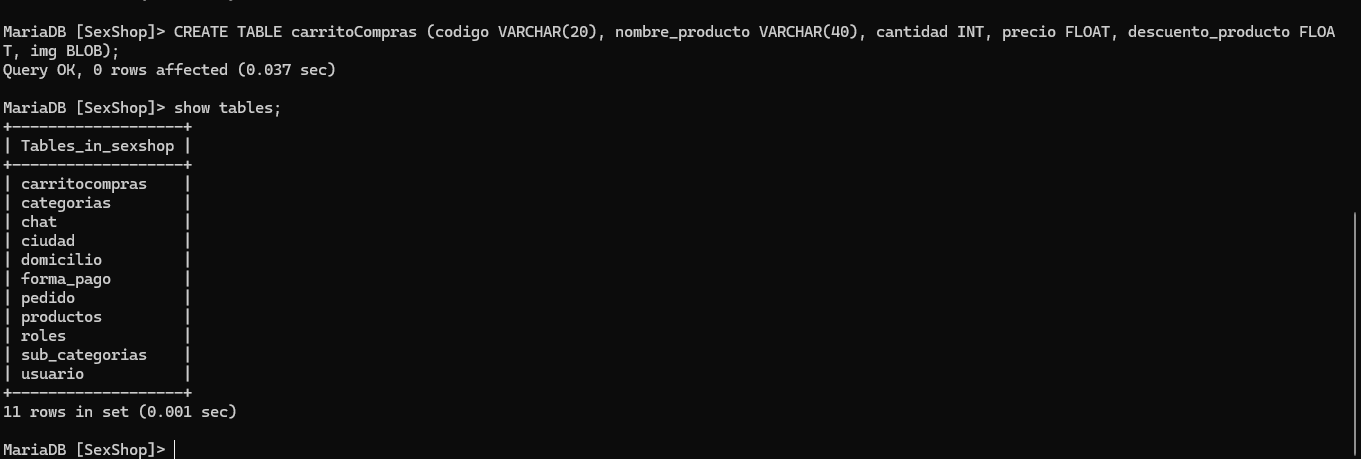 MariaDB [SexShop]> CREATE TABLE carritoCompras (codigo VARCHAR(20), nombre_producto VARCHAR(40), cantidad INT, precio FLOAT, descuento_producto FLOA
T, img BLOB);
Query OK, 0 rows affected (0.037 sec)
MariaDB [SexShop]> show tables;
+-------------------+
| Tables_in_sexshop |
+-------------------+
| carritocompras    |
| categorias        |
| chat              |
| ciudad            |
| domicilio         |
| forma_pago        |
| pedido            |
| productos         |
| roles             |
| sub_categorias    |
| usuario           |
+-------------------+
11 rows in set (0.001 sec)
MariaDB [SexShop]>